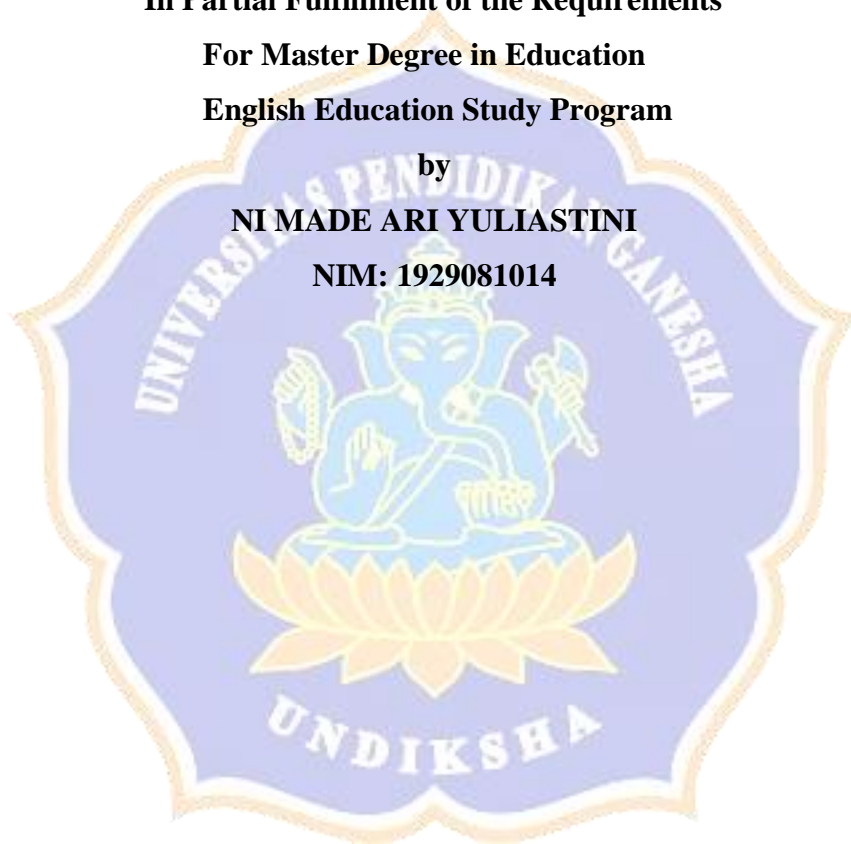 In Partial Fulfillment of the Requirements
For Master Degree in Education
English Education Study Program
by
NI MADE ARI YULIASTINI
NIM: 1929081014
UNIVERSITAS PENDIDIKAN GANESHA
UNDIKSHA